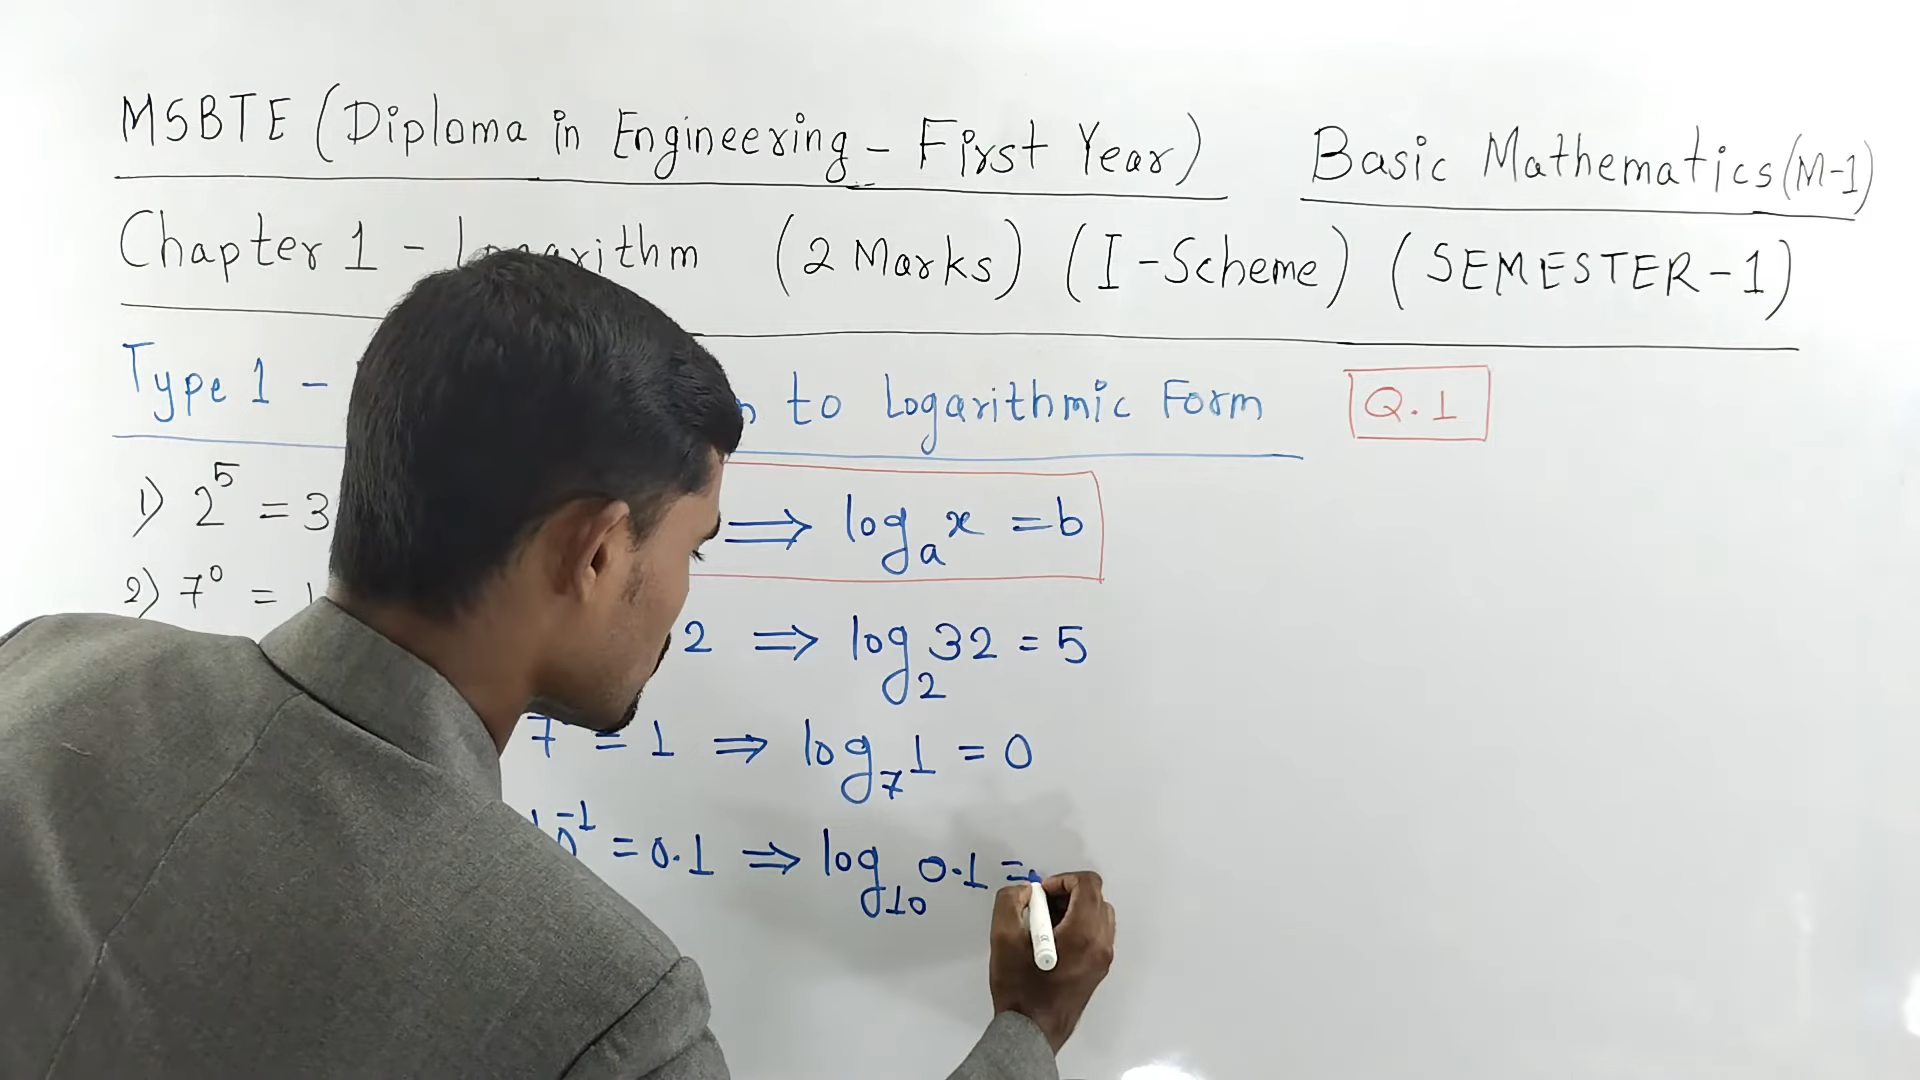 MSBTE (Diploma in Engineering - First Year) Basic Mathematics (M-1)
Chapter 1 - Logarithm (2 Marks) (I-Scheme) (SEMESTER-1)
Type 1 - to Logarithmic Form Q.1
1) 2⁵ = 3 ⟹ logₐ x = b
2) 7⁰ = 1
2 ⟹ log₂ 32 = 5
7 = 1 ⟹ log₇ 1 = 0
10⁻¹ = 0.1 ⟹ log₁₀ 0.1 =